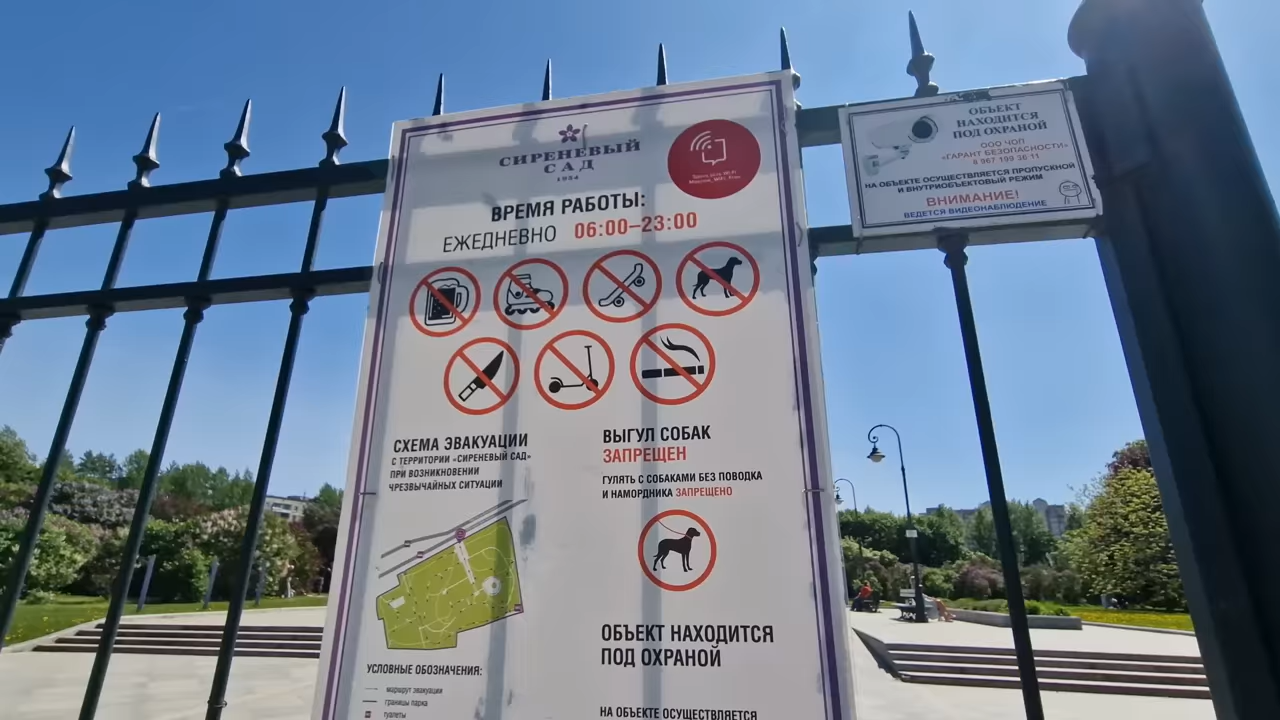 СИРЕНЕВЫЙ
САД
1954
ВРЕМЯ РАБОТЫ:
ЕЖЕДНЕВНО 06:00–23:00
СХЕМА ЭВАКУАЦИИ
С ТЕРРИТОРИИ «СИРЕНЕВЫЙ САД»
ПРИ ВОЗНИКНОВЕНИИ
ЧРЕЗВЫЧАЙНЫХ СИТУАЦИИ
УСЛОВНЫЕ ОБОЗНАЧЕНИЯ:
маршрут эвакуации
границы парка
туалеты
ВЫГУЛ СОБАК
ЗАПРЕЩЕН
ГУЛЯТЬ С СОБАКАМИ БЕЗ ПОВОДКА
И НАМОРДНИКА ЗАПРЕЩЕНО
ОБЪЕКТ НАХОДИТСЯ
ПОД ОХРАНОЙ
НА ОБЪЕКТЕ ОСУЩЕСТВЛЯЕТСЯ
ОБЪЕКТ
НАХОДИТСЯ
ПОД ОХРАНОЙ
ООО ЧОП
«ГАРАНТ БЕЗОПАСНОСТИ»
8 967 199 36 11
НА ОБЪЕКТЕ ОСУЩЕСТВЛЯЕТСЯ ПРОПУСКНОЙ
И ВНУТРИОБЪЕКТОВЫЙ РЕЖИМ
ВНИМАНИЕ!
ВЕДЕТСЯ ВИДЕОНАБЛЮДЕНИЕ